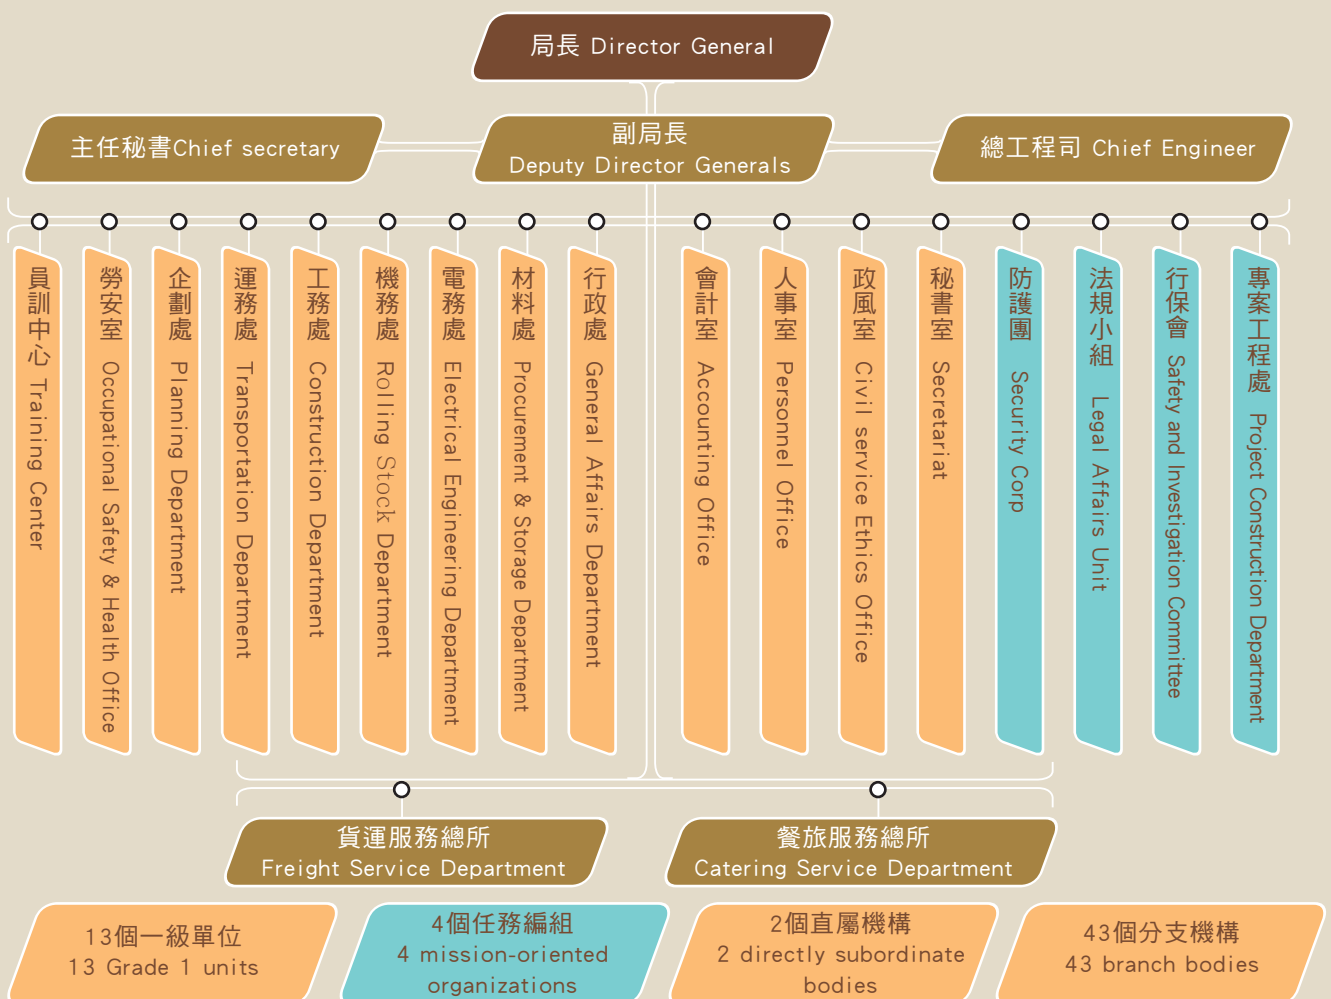 局長 Director General
主任秘書Chief secretary
副局長
Deputy Director Generals
總工程司 Chief Engineer
員訓中心 Training Center
勞安室 Occupational Safety & Health Office
企劃處 Planning Department
運務處 Transportation Department
工務處 Construction Department
機務處 Rolling Stock Department
電務處 Electrical Engineering Department
材料處 Procurement & Storage Department
行政處 General Affairs Department
會計室 Accounting Office
人事室 Personnel Office
政風室 Civil service Ethics Office
秘書室 Secretariat
防護團 Security Corp
法規小組 Legal Affairs Unit
行保會 Safety and Investigation Committee
專案工程處 Project Construction Department
貨運服務總所
Freight Service Department
餐旅服務總所
Catering Service Department
13個一級單位
13 Grade 1 units
4個任務編組
4 mission-oriented
organizations
2個直屬機構
2 directly subordinate
bodies
43個分支機構
43 branch bodies